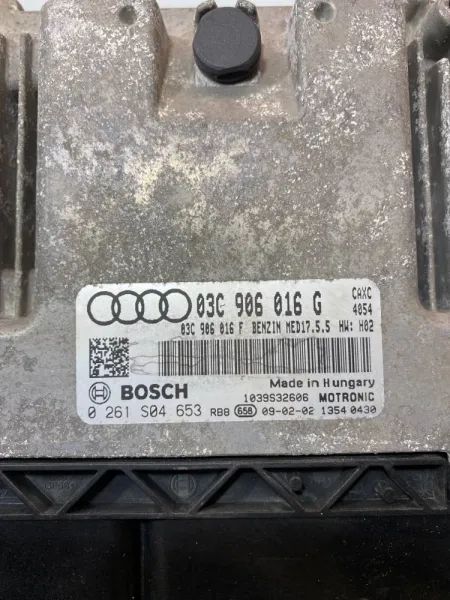 03C 906 016 G CAXC
4054
03C 906 016 F BENZIN MED17.5.5 HW: H02
Made in Hungary
BOSCH 1039S32606 MOTRONIC
0 261 S04 653 RBB 658 09-02-02 1354 0430